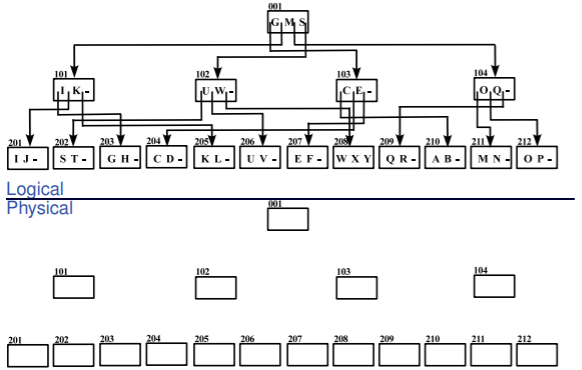 001
G M S
101 102 103 104
I K - U W - C E - O Q -
201 202 203 204 205 206 207 208 209 210 211 212
I J - S T - G H - C D - K L - U V - E F - W X Y Q R - A B - M N - O P -
Logical
Physical
001
101 102 103 104
201 202 203 204 205 206 207 208 209 210 211 212